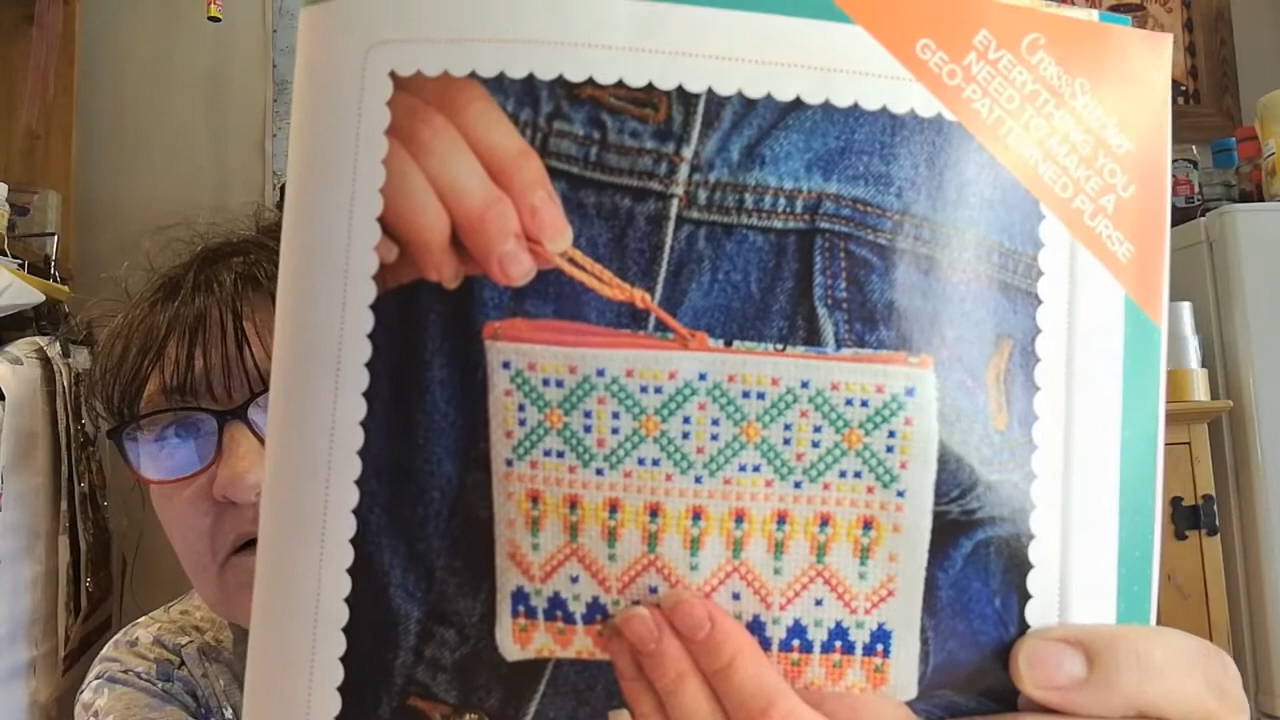 CrossStitcher
EVERYTHING YOU
NEED TO MAKE A
GEO-PATTERNED PURSE